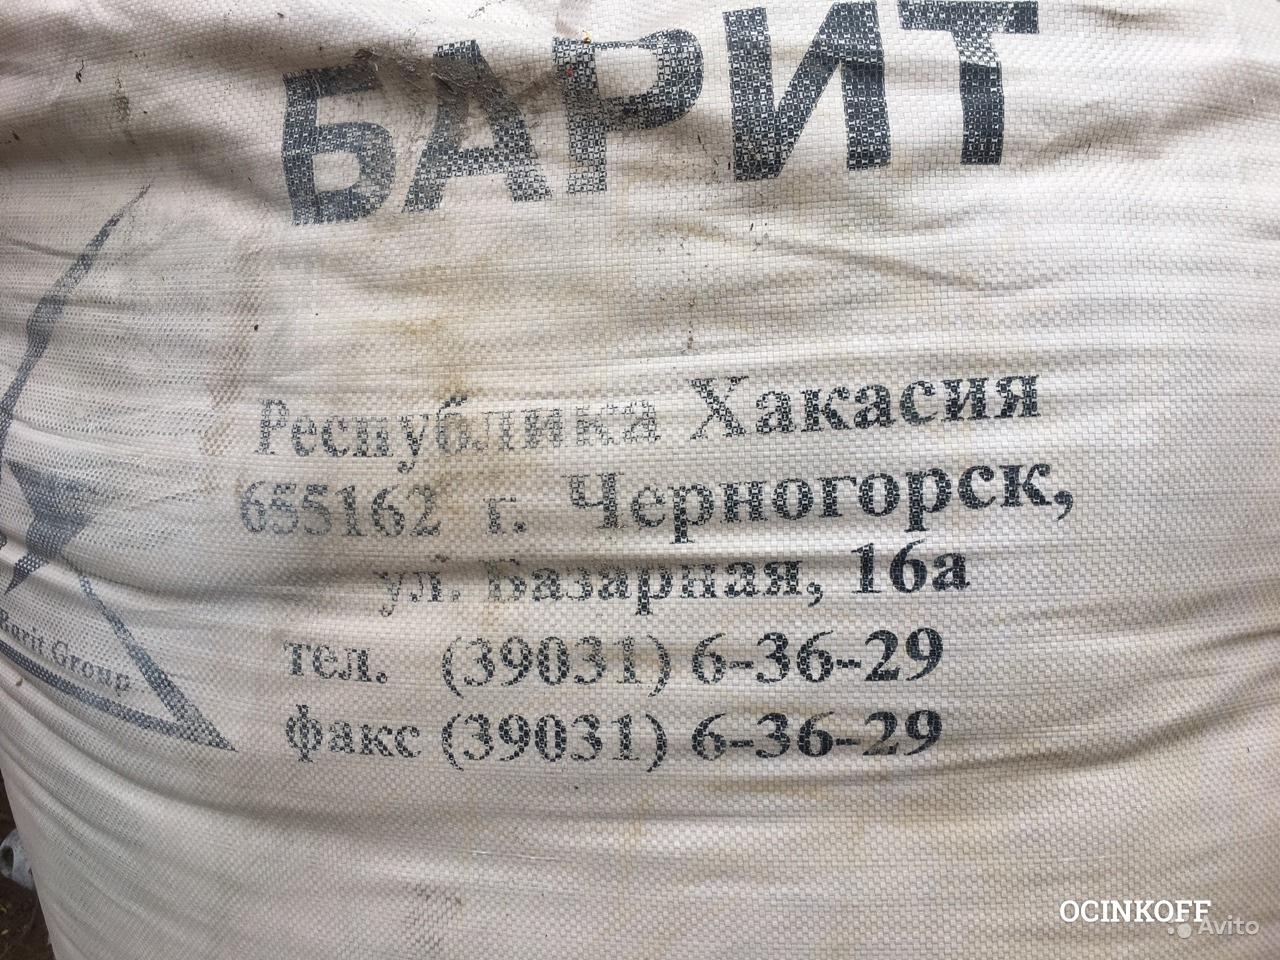 БАРИТ
Республика Хакасия
655162 г. Черногорск,
ул. Базарная, 16а
тел. (39031) 6-36-29
факс (39031) 6-36-29
Barit Group
OCINKOFF
Avito